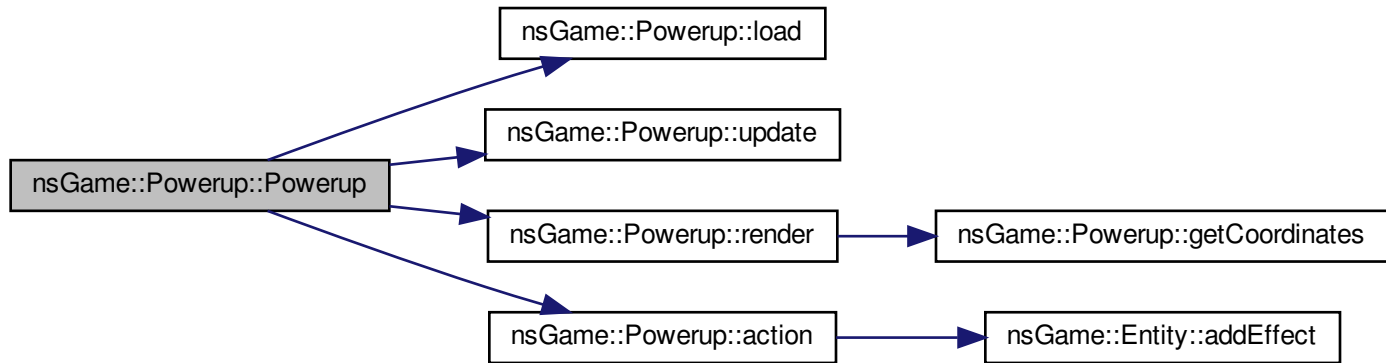 nsGame::Powerup::load
nsGame::Powerup::update
nsGame::Powerup::Powerup
nsGame::Powerup::render
nsGame::Powerup::getCoordinates
nsGame::Powerup::action
nsGame::Entity::addEffect